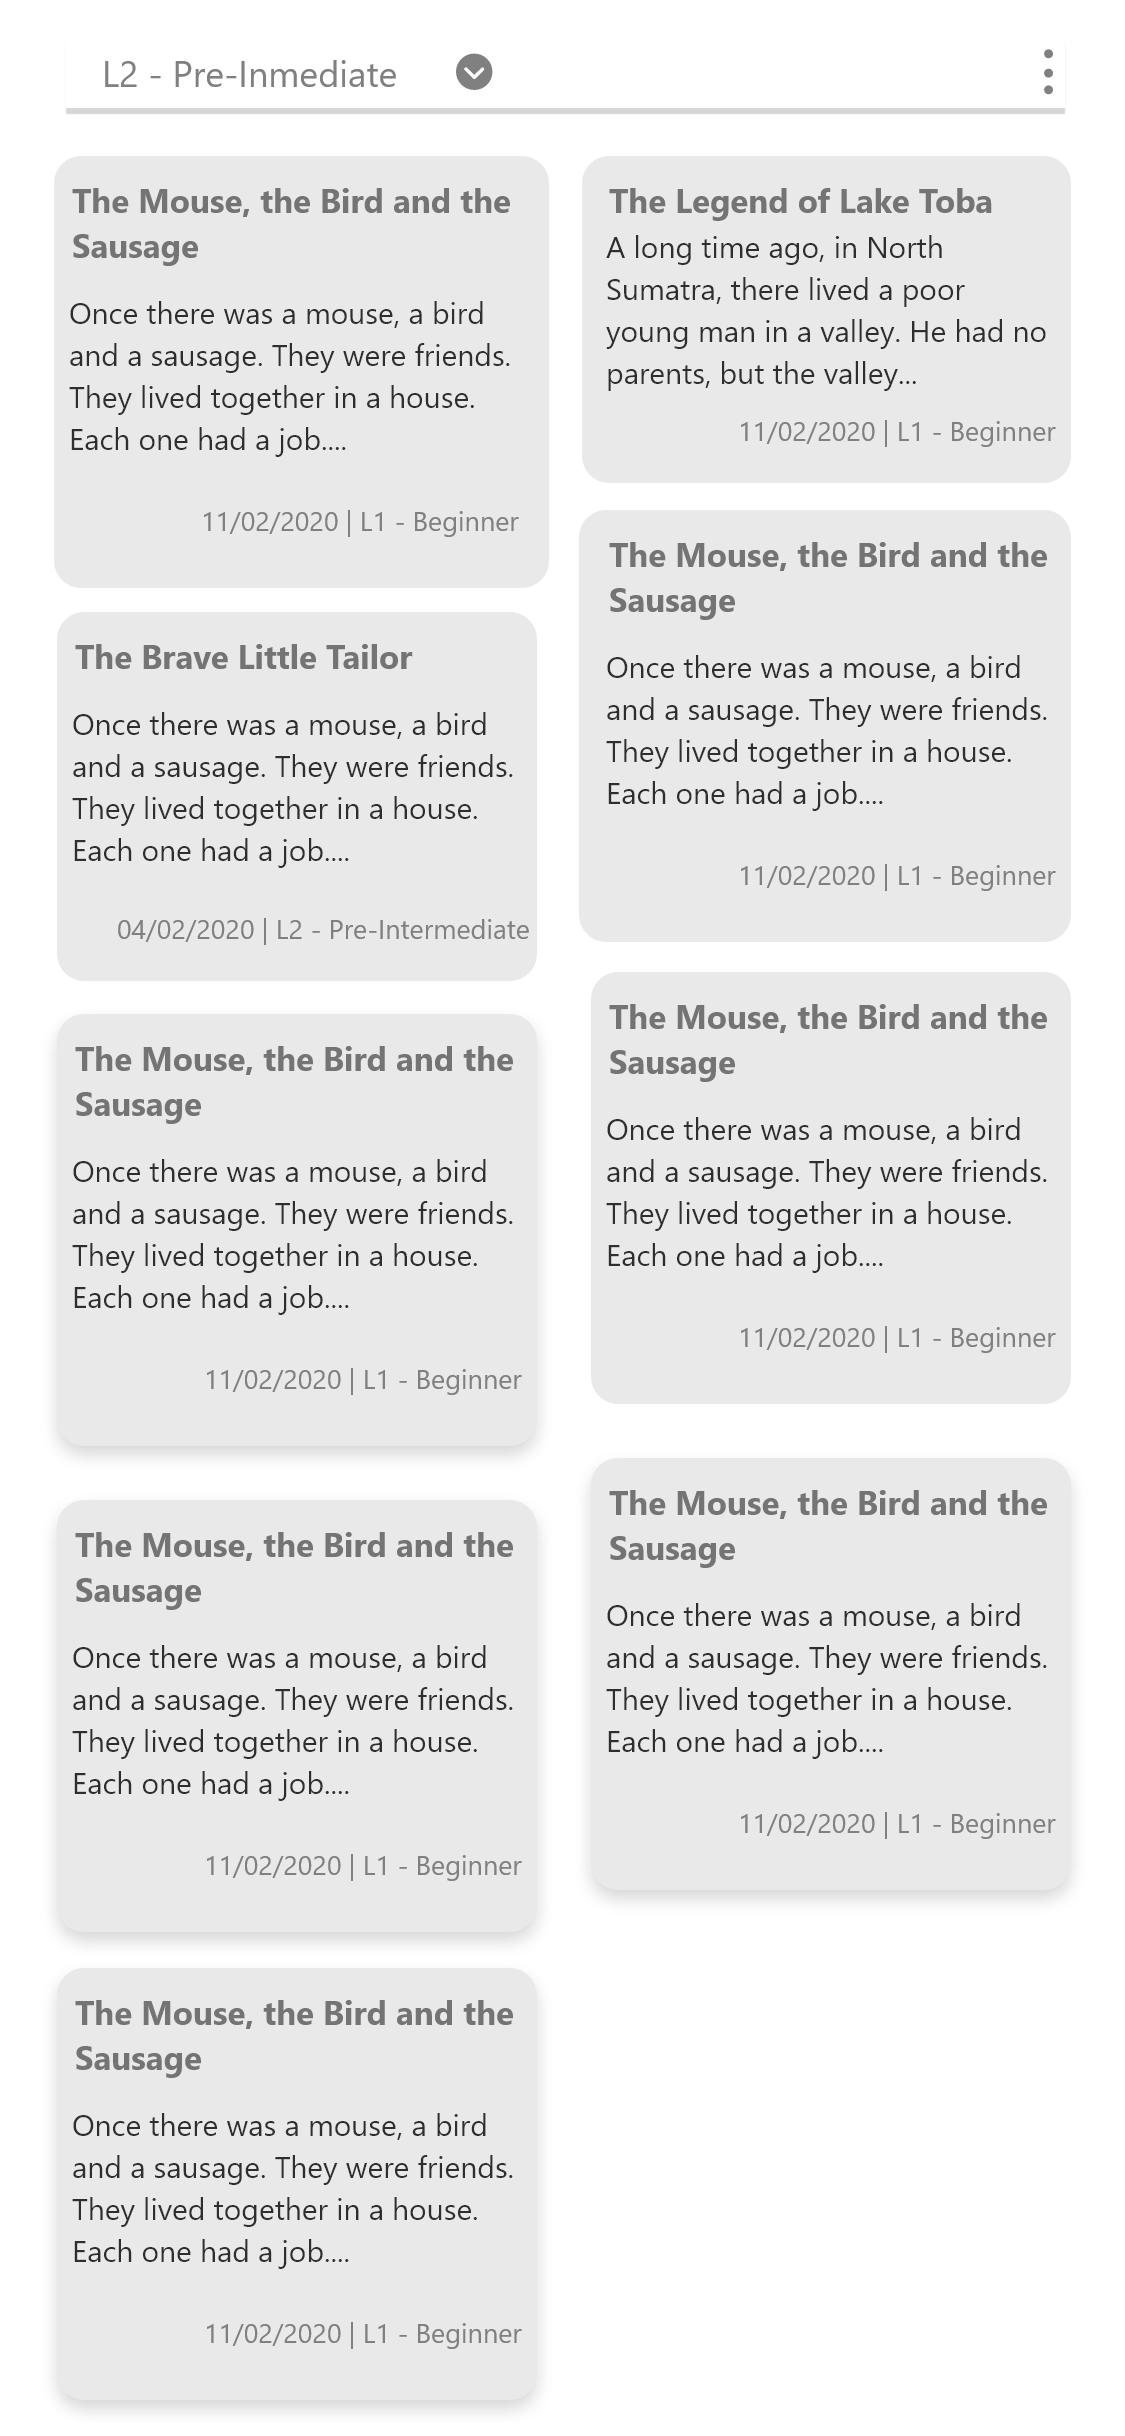 L2 - Pre-Inmediate
The Mouse, the Bird and the
Sausage
Once there was a mouse, a bird
and a sausage. They were friends.
They lived together in a house.
Each one had a job....
11/02/2020 | L1 - Beginner
The Brave Little Tailor
Once there was a mouse, a bird
and a sausage. They were friends.
They lived together in a house.
Each one had a job....
04/02/2020 | L2 - Pre-Intermediate
The Mouse, the Bird and the
Sausage
Once there was a mouse, a bird
and a sausage. They were friends.
They lived together in a house.
Each one had a job....
11/02/2020 | L1 - Beginner
The Mouse, the Bird and the
Sausage
Once there was a mouse, a bird
and a sausage. They were friends.
They lived together in a house.
Each one had a job....
11/02/2020 | L1 - Beginner
The Mouse, the Bird and the
Sausage
Once there was a mouse, a bird
and a sausage. They were friends.
They lived together in a house.
Each one had a job....
11/02/2020 | L1 - Beginner
The Legend of Lake Toba
A long time ago, in North
Sumatra, there lived a poor
young man in a valley. He had no
parents, but the valley...
11/02/2020 | L1 - Beginner
The Mouse, the Bird and the
Sausage
Once there was a mouse, a bird
and a sausage. They were friends.
They lived together in a house.
Each one had a job....
11/02/2020 | L1 - Beginner
The Mouse, the Bird and the
Sausage
Once there was a mouse, a bird
and a sausage. They were friends.
They lived together in a house.
Each one had a job....
11/02/2020 | L1 - Beginner
The Mouse, the Bird and the
Sausage
Once there was a mouse, a bird
and a sausage. They were friends.
They lived together in a house.
Each one had a job....
11/02/2020 | L1 - Beginner